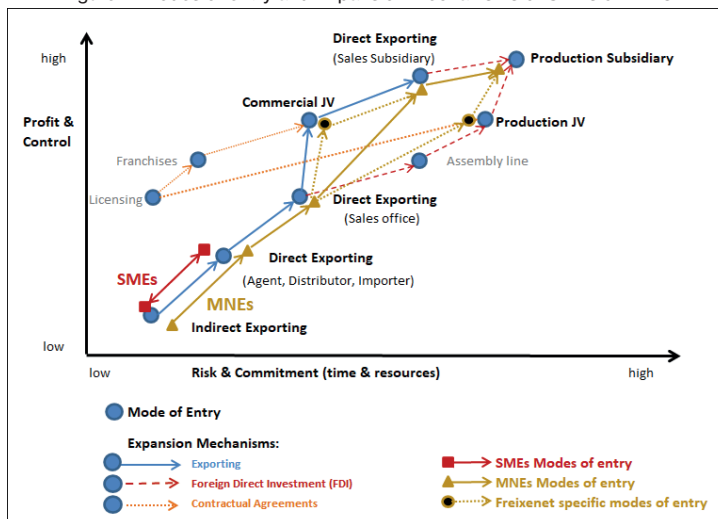 Direct Exporting
(Sales Subsidiary)
high
Production Subsidiary
Commercial JV
Profit &
Control
Production JV
Franchises
Assembly line
Licensing
Direct Exporting
(Sales office)
Direct Exporting
SMEs
(Agent, Distributor, Importer)
MNEs
Indirect Exporting
low
low
Risk & Commitment (time & resources)
high
Mode of Entry
Expansion Mechanisms:
Exporting
Foreign Direct Investment (FDI)
Contractual Agreements
SMEs Modes of entry
MNEs Modes of entry
Freixenet specific modes of entry